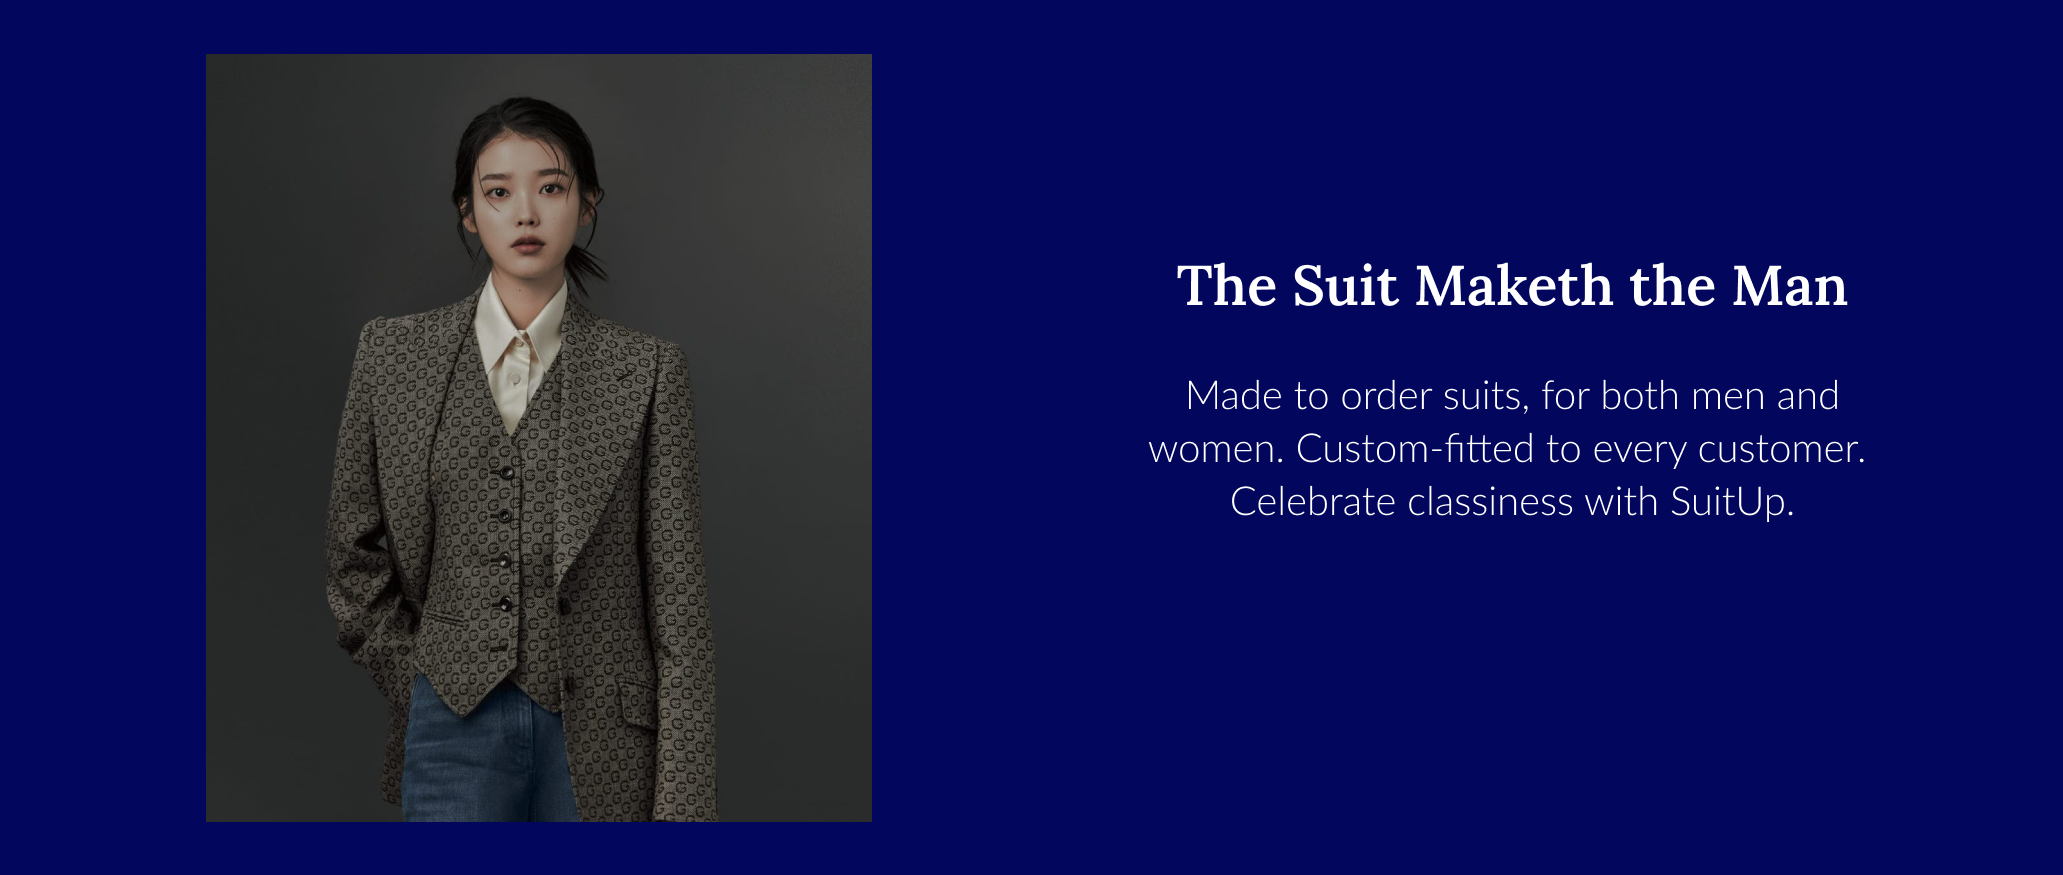 The Suit Maketh the Man
Made to order suits, for both men and
women. Custom-fitted to every customer.
Celebrate classiness with SuitUp.